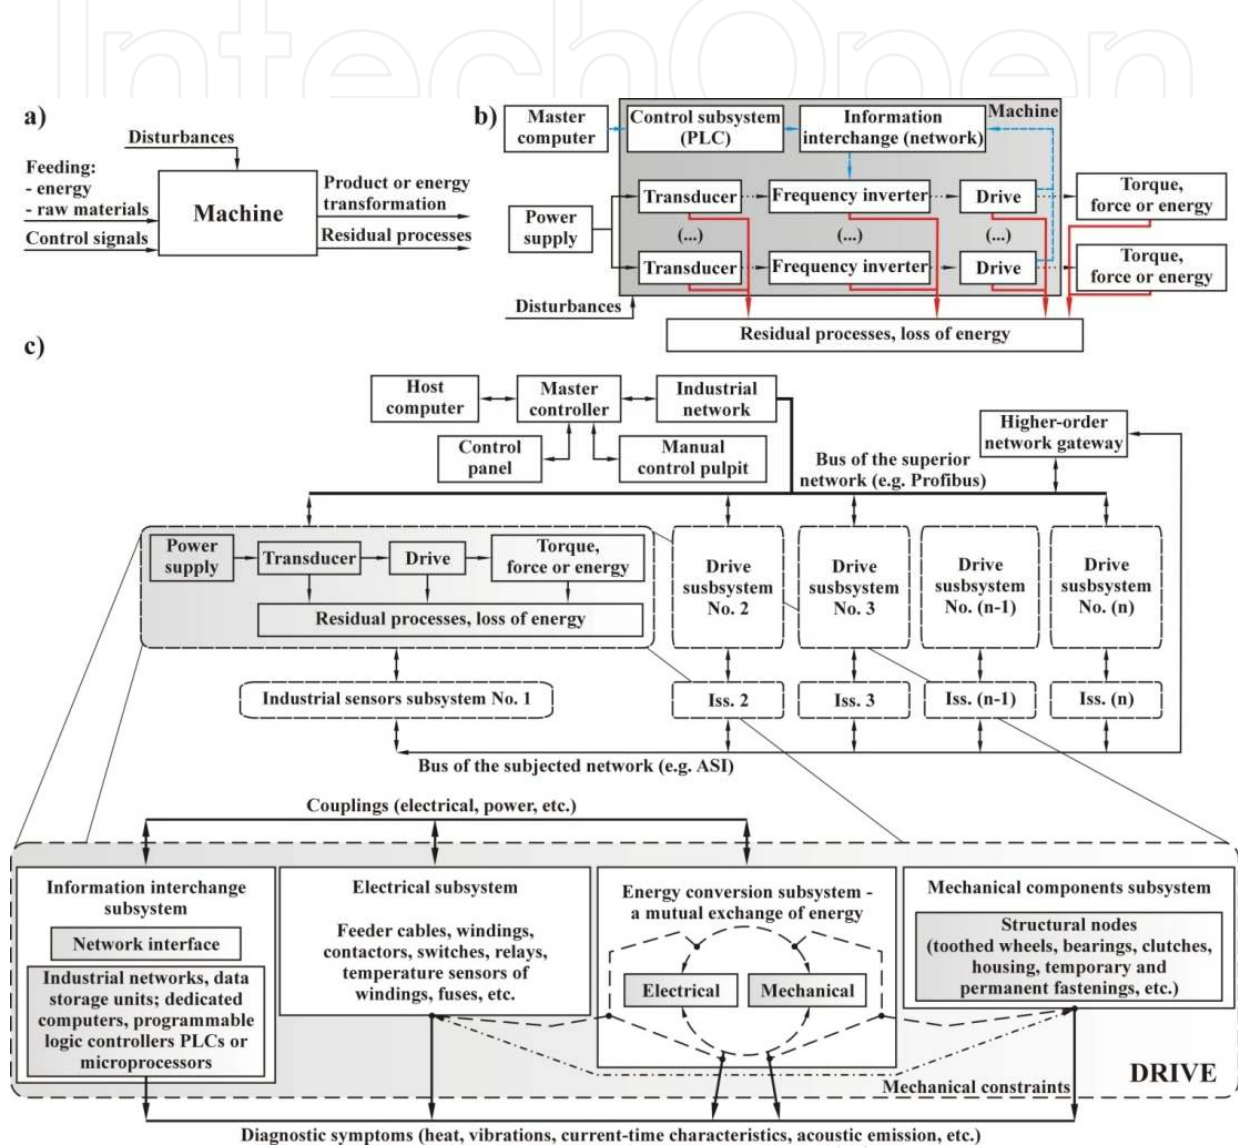 IntechOpen
a)
Disturbances
Feeding:
- energy
- raw materials
Control signals
Machine
Product or energy
transformation
Residual processes
b)
Master
computer
Control subsystem
(PLC)
Information
interchange (network)
Machine
Power
supply
Transducer
Frequency inverter
Drive
Torque,
force or energy
(...)
(...)
(...)
Transducer
Frequency inverter
Drive
Torque,
force or energy
Disturbances
Residual processes, loss of energy
c)
Host
computer
Master
controller
Industrial
network
Control
panel
Manual
control pulpit
Higher-order
network gateway
Bus of the superior
network (e.g. Profibus)
Power
supply
Transducer
Drive
Torque,
force or energy
Residual processes, loss of energy
Drive
susbsystem
No. 2
Drive
susbsystem
No. 3
Drive
susbsystem
No. (n-1)
Drive
susbsystem
No. (n)
Industrial sensors subsystem No. 1
Iss. 2
Iss. 3
Iss. (n-1)
Iss. (n)
Bus of the subjected network (e.g. ASI)
Couplings (electrical, power, etc.)
Information interchange
subsystem
Network interface
Industrial networks, data
storage units; dedicated
computers, programmable
logic controllers PLCs or
microprocessors
Electrical subsystem
Feeder cables, windings,
contactors, switches, relays,
temperature sensors of
windings, fuses, etc.
Energy conversion subsystem -
a mutual exchange of energy
Electrical
Mechanical
Mechanical components subsystem
Structural nodes
(toothed wheels, bearings, clutches,
housing, temporary and
permanent fastenings, etc.)
Mechanical constraints
DRIVE
Diagnostic symptoms (heat, vibrations, current-time characteristics, acoustic emission, etc.)